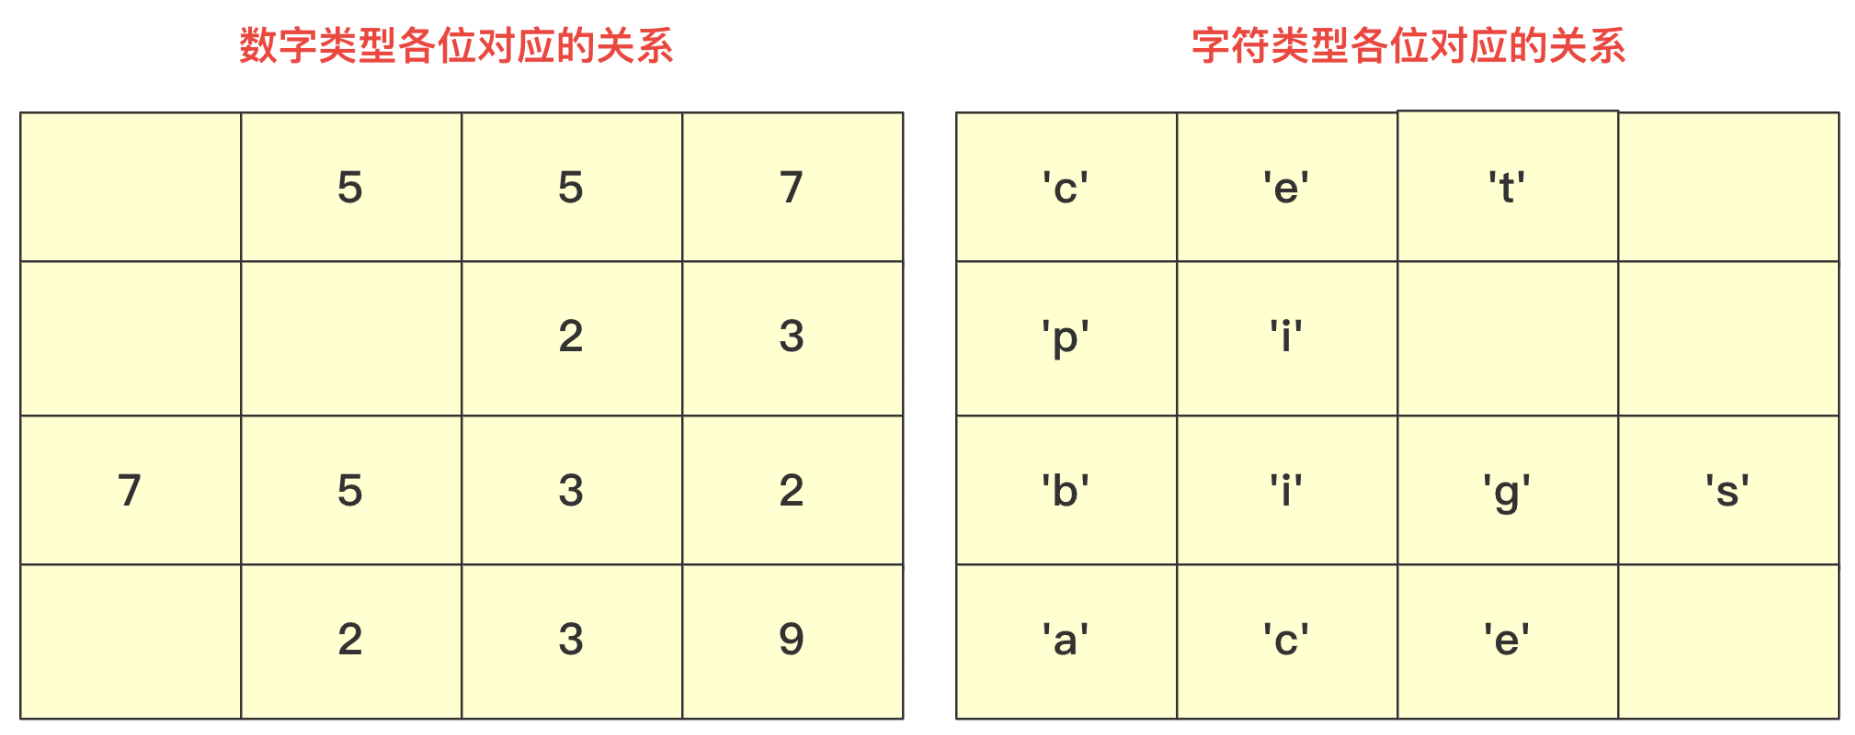 数字类型各位对应的关系
5 5 7
2 3
7 5 3 2
2 3 9
字符类型各位对应的关系
'c' 'e' 't'
'p' 'i'
'b' 'i' 'g' 's'
'a' 'c' 'e'